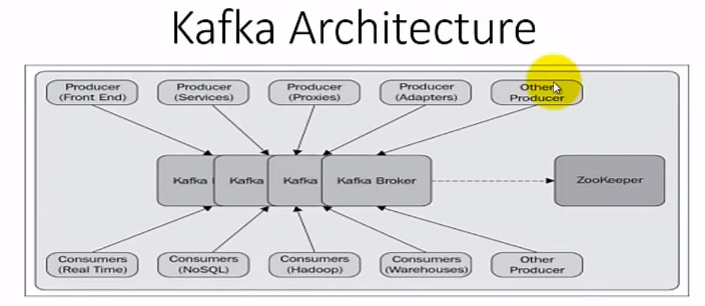 Kafka Architecture
Producer
(Front End)
Producer
(Services)
Producer
(Proxies)
Producer
(Adapters)
Other
Producer
Kafka
Kafka
Kafka
Kafka Broker
ZooKeeper
Consumers
(Real Time)
Consumers
(NoSQL)
Consumers
(Hadoop)
Consumers
(Warehouses)
Other
Producer